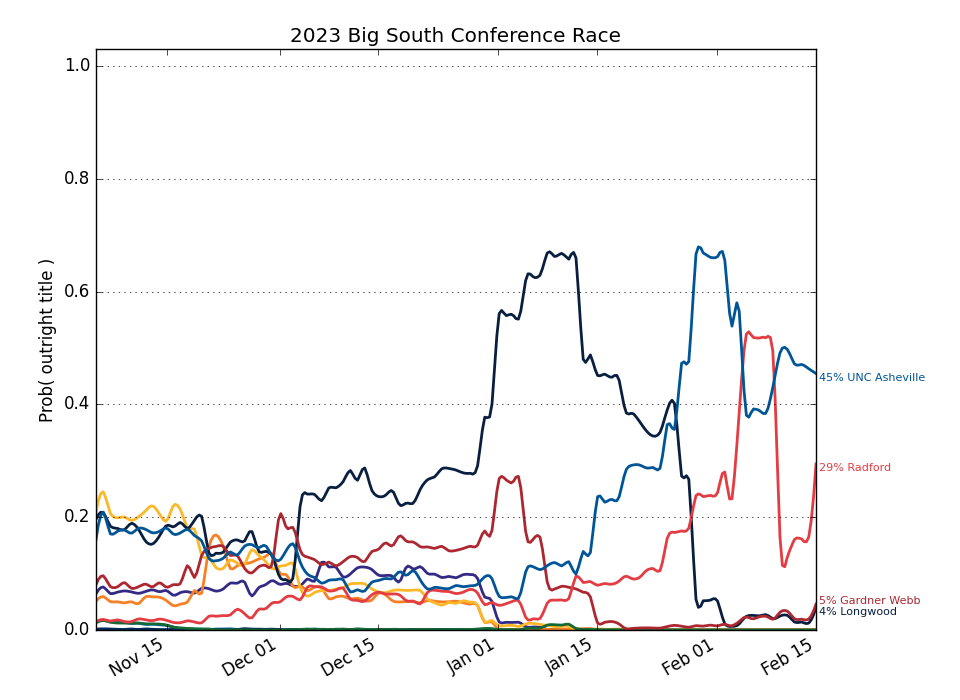 2023 Big South Conference Race
Prob( outright title )
1.0
0.8
0.6
0.4
0.2
0.0
45% UNC Asheville
29% Radford
5% Gardner Webb
4% Longwood
Nov 15
Dec 01
Dec 15
Jan 01
Jan 15
Feb 01
Feb 15